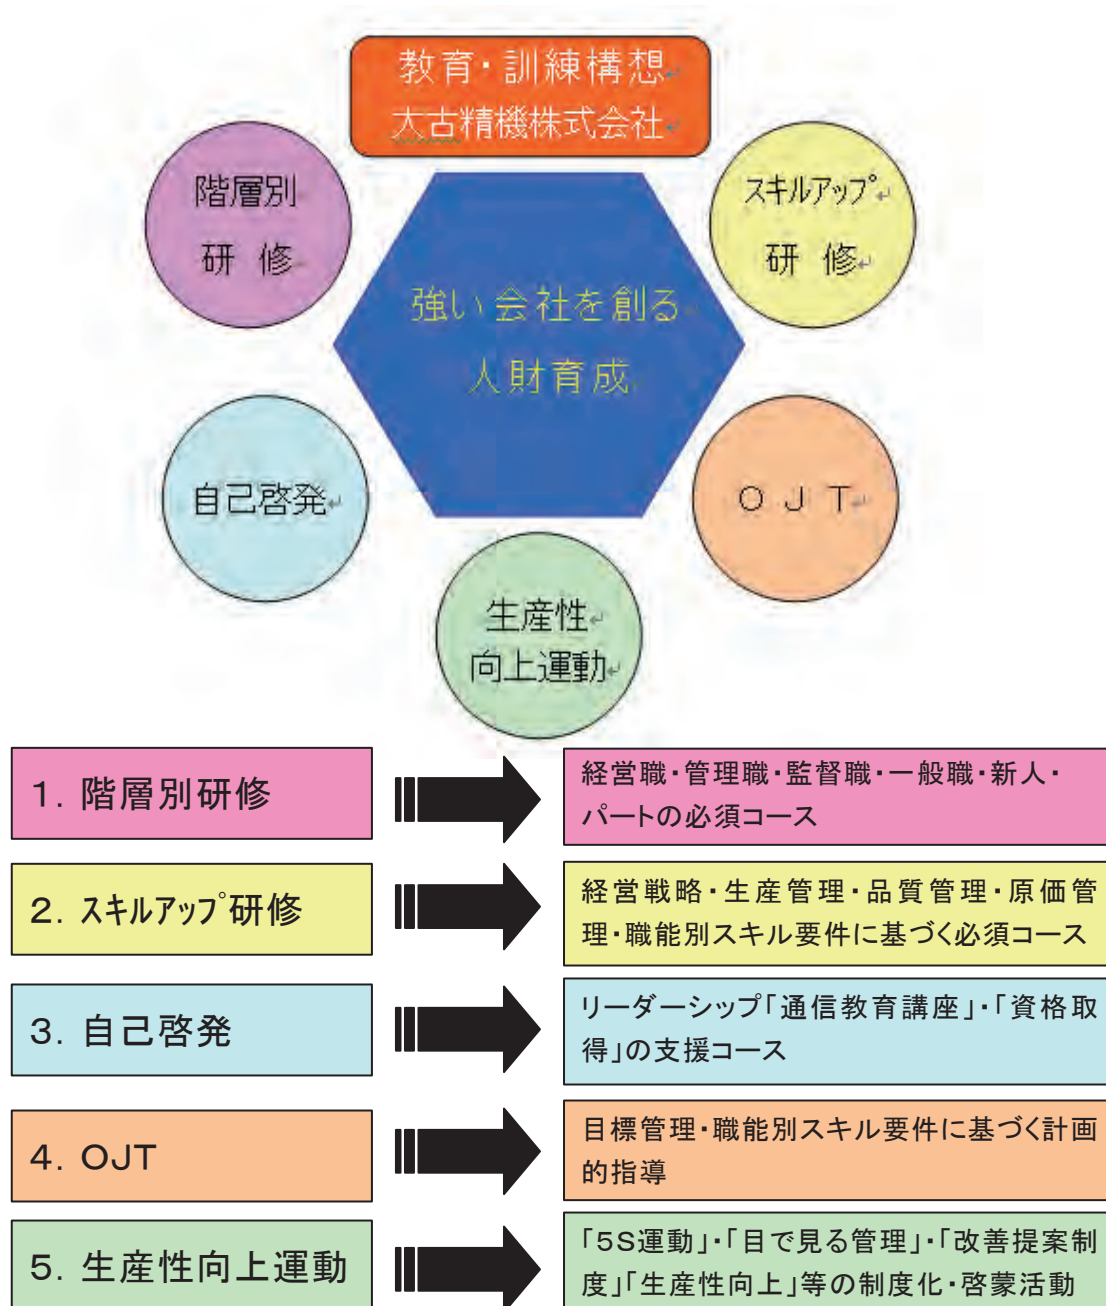 教育・訓練構想
大古精機株式会社
階層別
研 修
スキルアップ
研 修
強い会社を創る
人財育成
自己啓発
OJT
生産性
向上運動
1. 階層別研修
経営職・管理職・監督職・一般職・新人・
パートの必須コース
2. スキルアップ研修
経営戦略・生産管理・品質管理・原価管
理・職能別スキル要件に基づく必須コース
3. 自己啓発
リーダーシップ「通信教育講座」・「資格取
得」の支援コース
4. OJT
目標管理・職能別スキル要件に基づく計画
的指導
5. 生産性向上運動
「5S運動」・「目で見る管理」・「改善提案制
度」「生産性向上」等の制度化・啓蒙活動